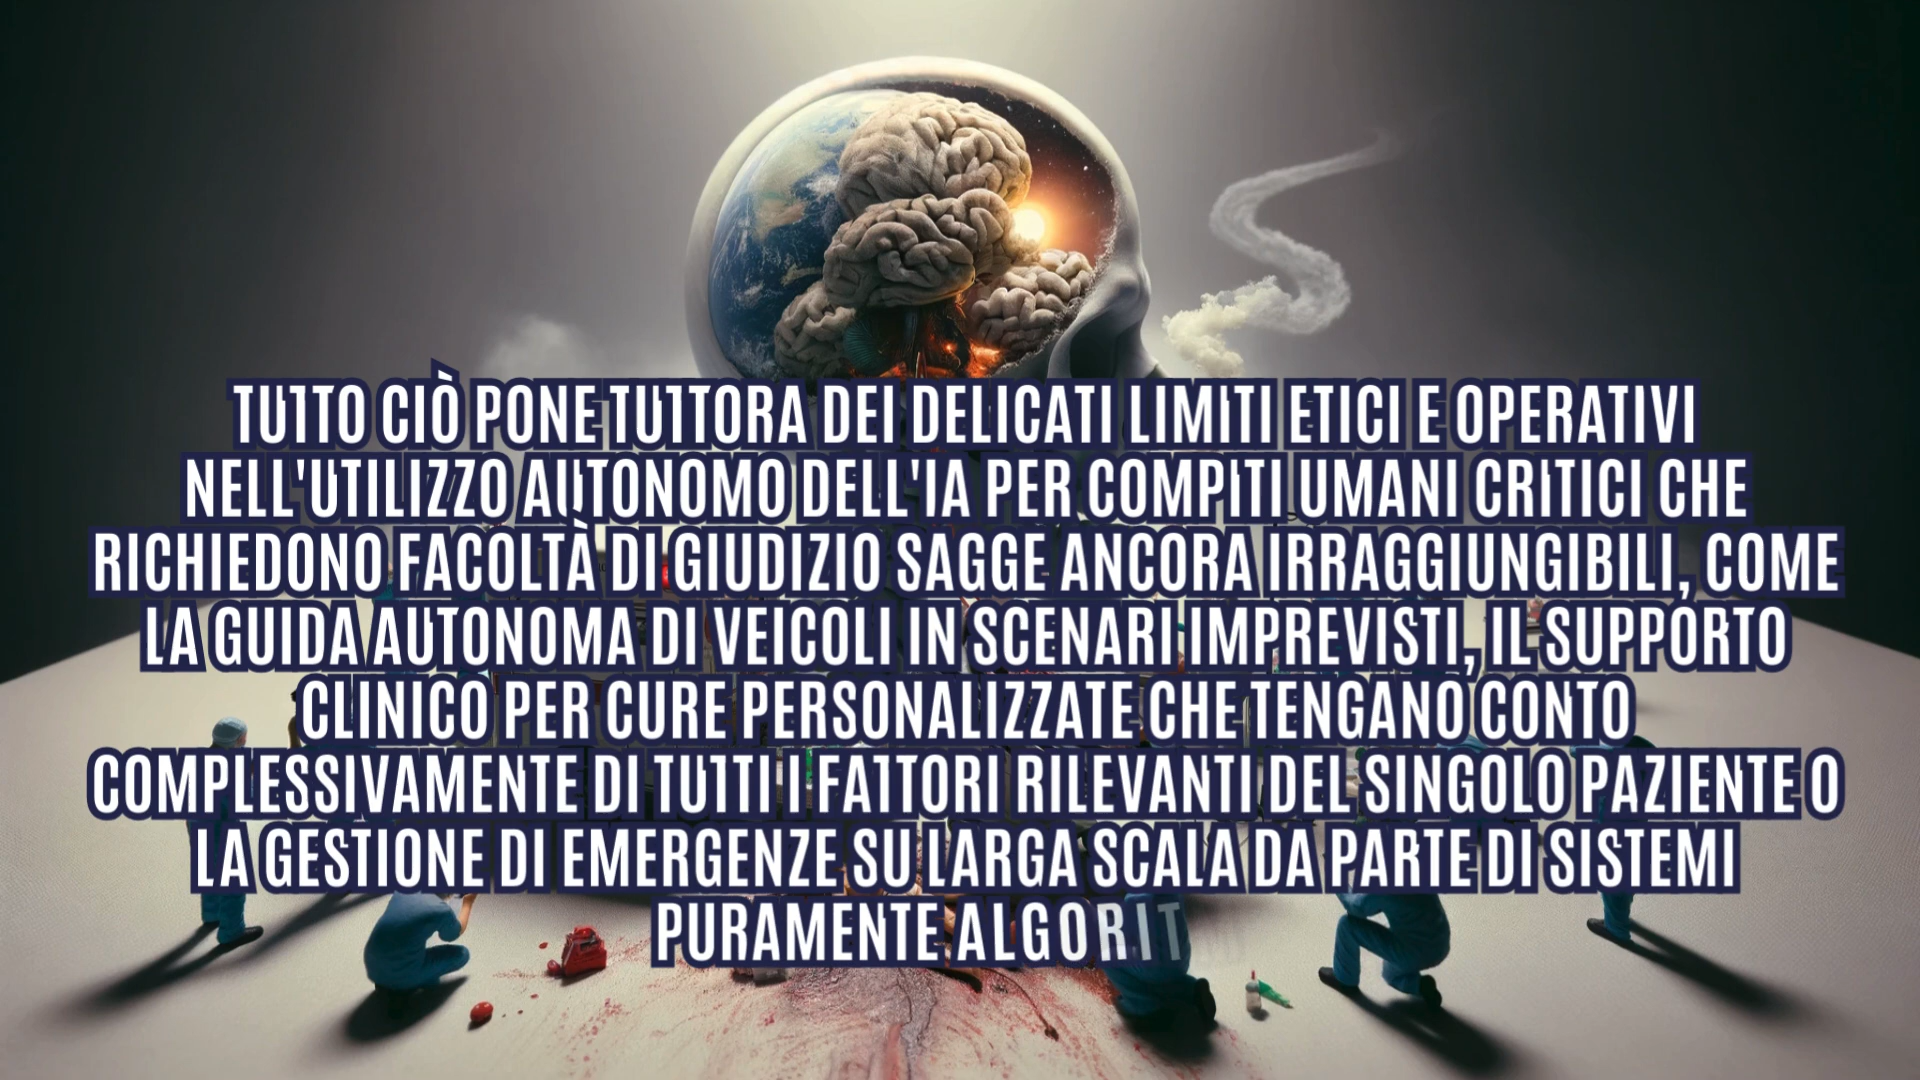 TUTTO CIÒ PONE TUTTORA DEI DELICATI LIMITI ETICI E OPERATIVI
NELL'UTILIZZO AUTONOMO DELL'IA PER COMPITI UMANI CRITICI CHE
RICHIEDONO FACOLTÀ DI GIUDIZIO SAGGE ANCORA IRRAGGIUNGIBILI, COME
LA GUIDA AUTONOMA DI VEICOLI IN SCENARI IMPREVISTI, IL SUPPORTO
CLINICO PER CURE PERSONALIZZATE CHE TENGANO CONTO
COMPLESSIVAMENTE DI TUTTI I FATTORI RILEVANTI DEL SINGOLO PAZIENTE O
LA GESTIONE DI EMERGENZE SU LARGA SCALA DA PARTE DI SISTEMI
PURAMENTE ALGORIT